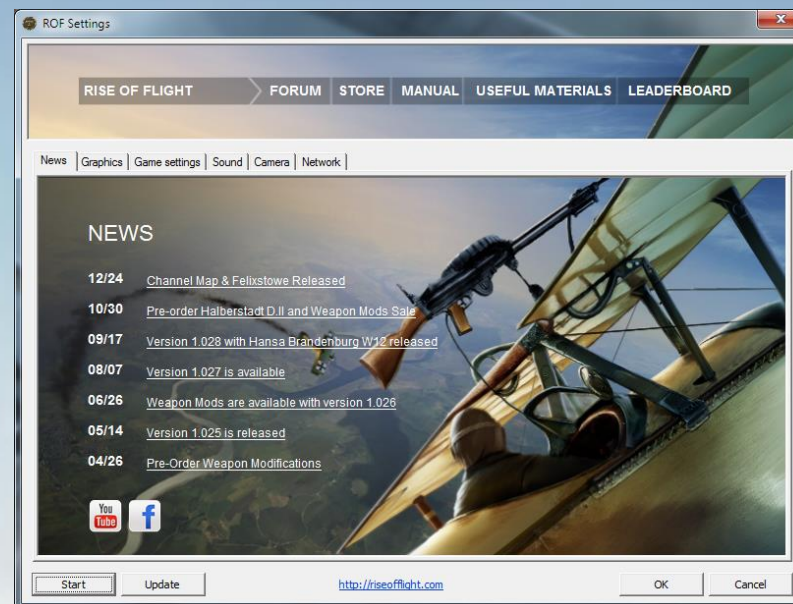 ROF Settings
RISE OF FLIGHT FORUM STORE MANUAL USEFUL MATERIALS LEADERBOARD
News Graphics Game settings Sound Camera Network
NEWS
12/24 Channel Map & Felixstowe Released
10/30 Pre-order Halberstadt D.II and Weapon Mods Sale
09/17 Version 1.028 with Hansa Brandenburg W12 released
08/07 Version 1.027 is available
06/26 Weapon Mods are available with version 1.026
05/14 Version 1.025 is released
04/26 Pre-Order Weapon Modifications
You
Tube f
Start Update http://riseofflight.com OK Cancel